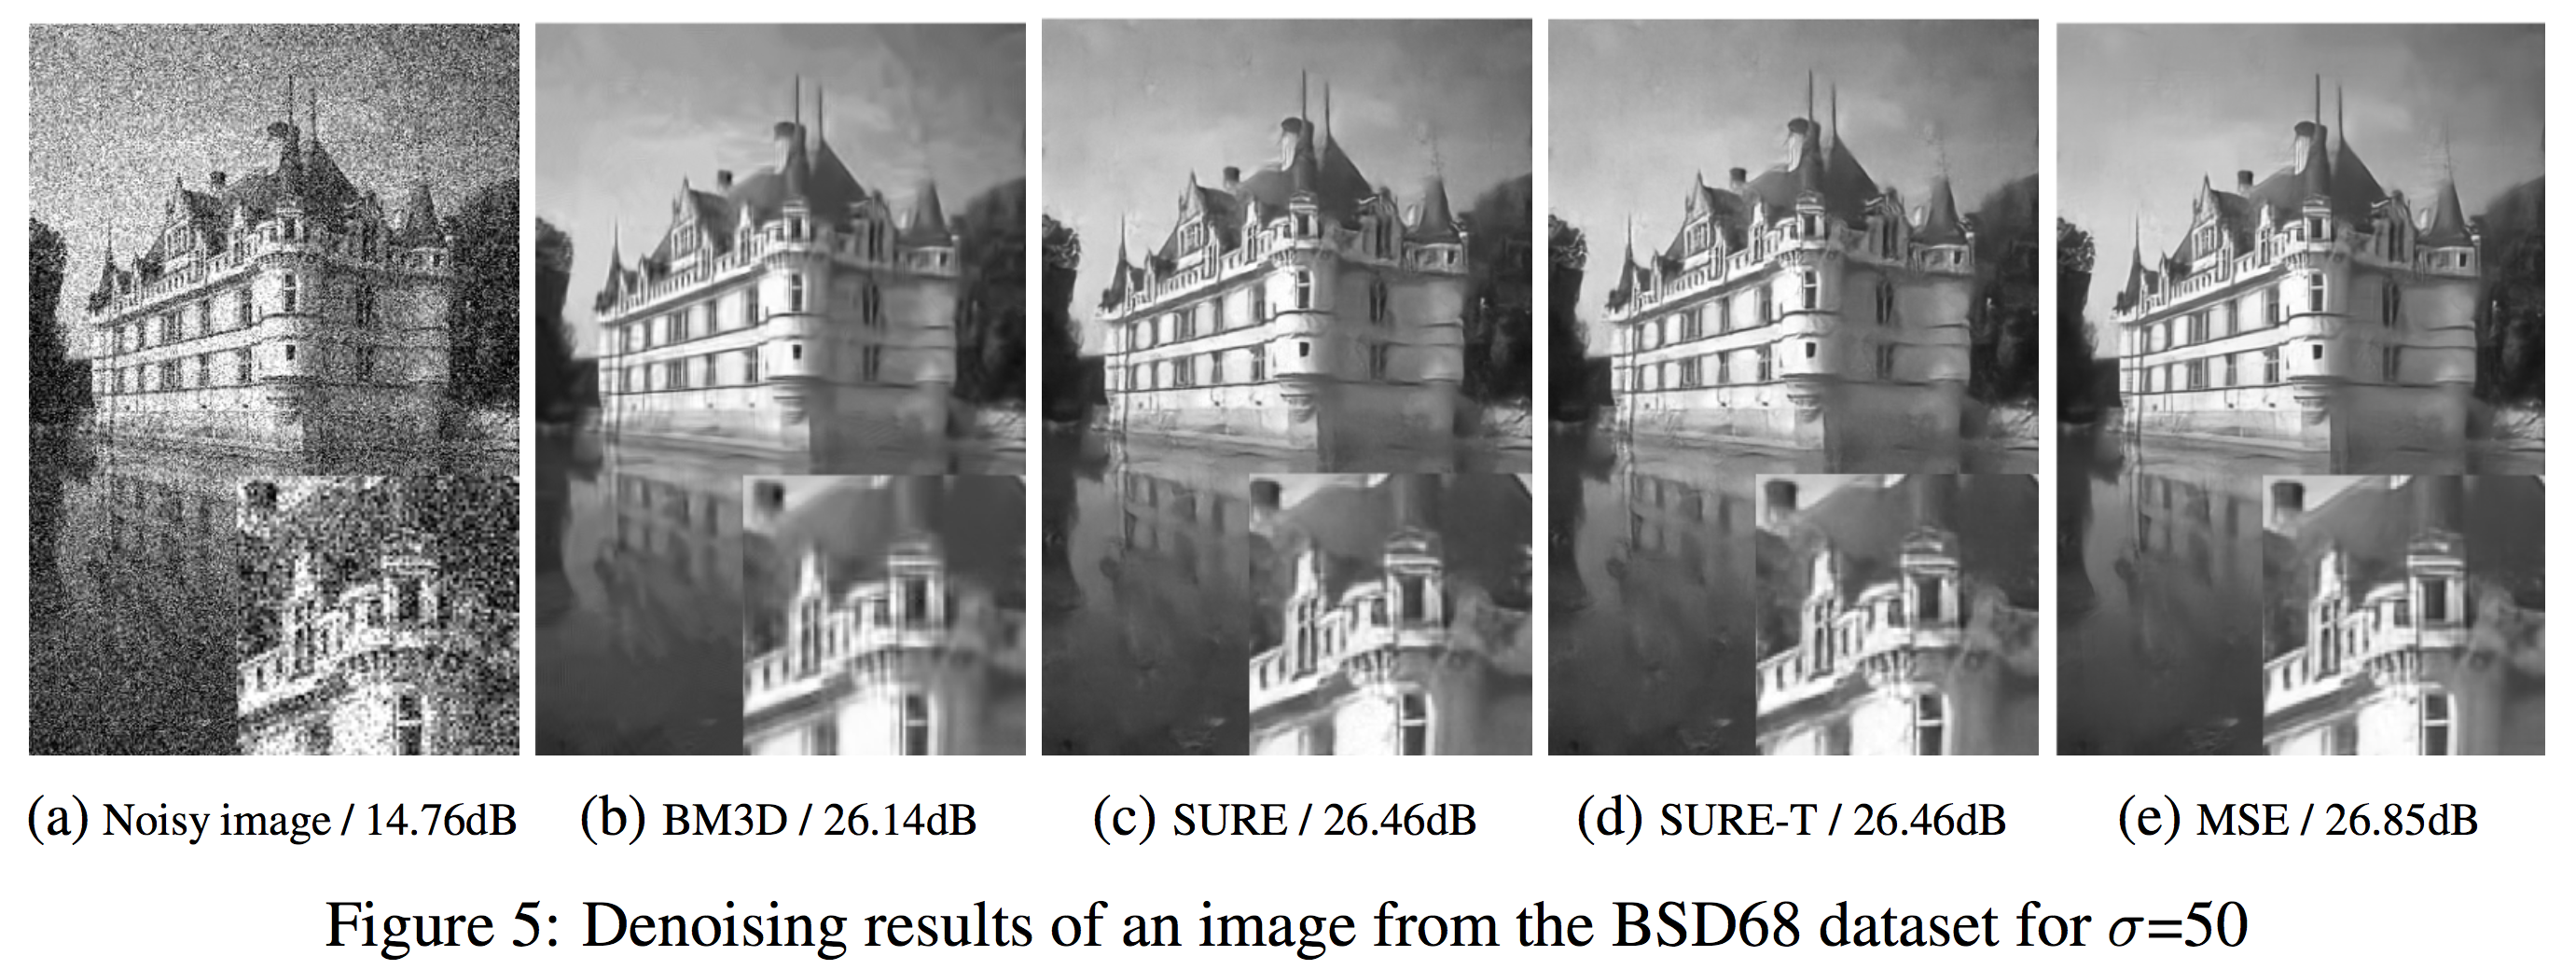 (a) Noisy image / 14.76dB
(b) BM3D / 26.14dB
(c) SURE / 26.46dB
(d) SURE-T / 26.46dB
(e) MSE / 26.85dB
Figure 5: Denoising results of an image from the BSD68 dataset for σ=50